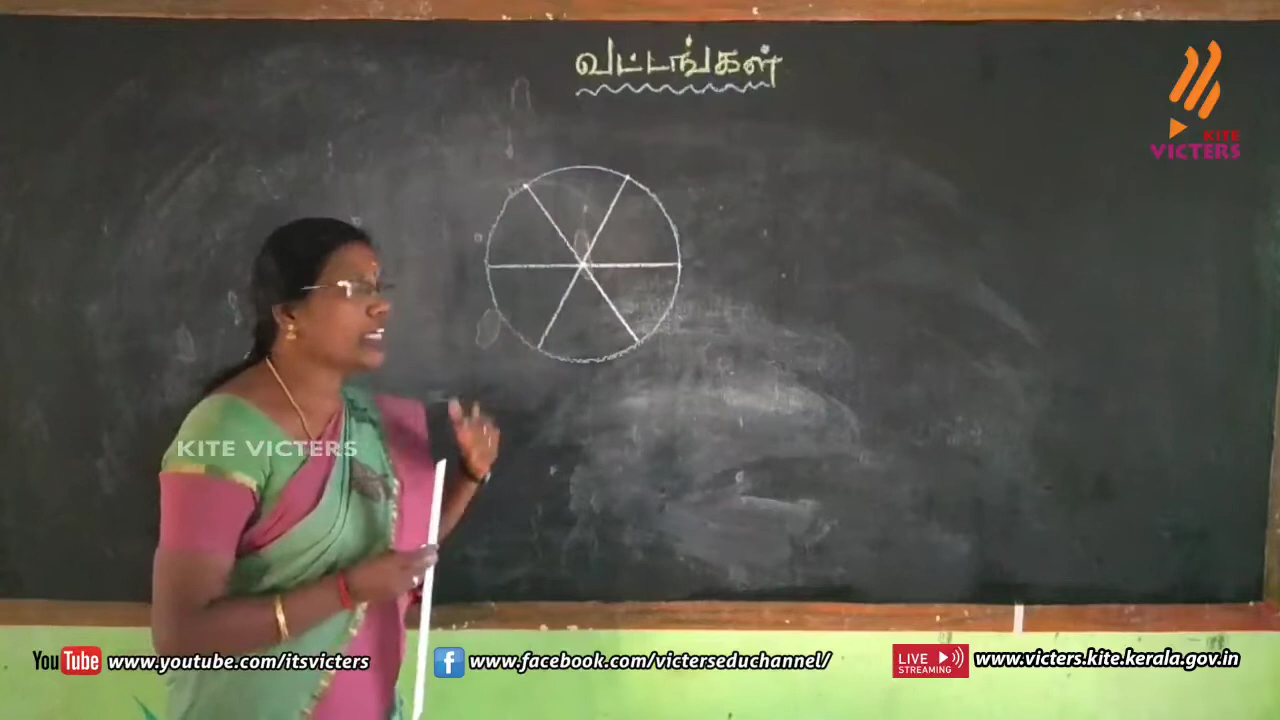 வட்டங்கள்
KITE
VICTERS
KITE VICTERS
YouTube www.youtube.com/itsvicters
f www.facebook.com/victerseduchannel/
LIVE STREAMING www.victers.kite.kerala.gov.in